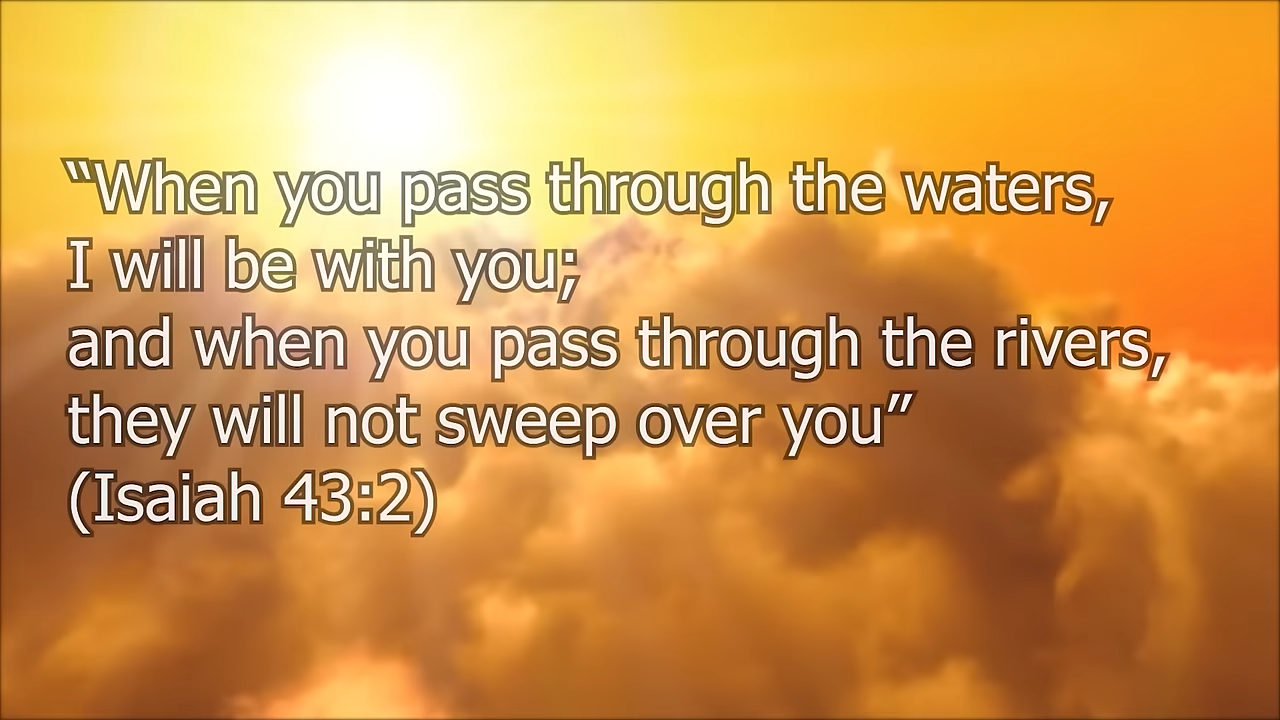 “When you pass through the waters,
I will be with you;
and when you pass through the rivers,
they will not sweep over you”
(Isaiah 43:2)